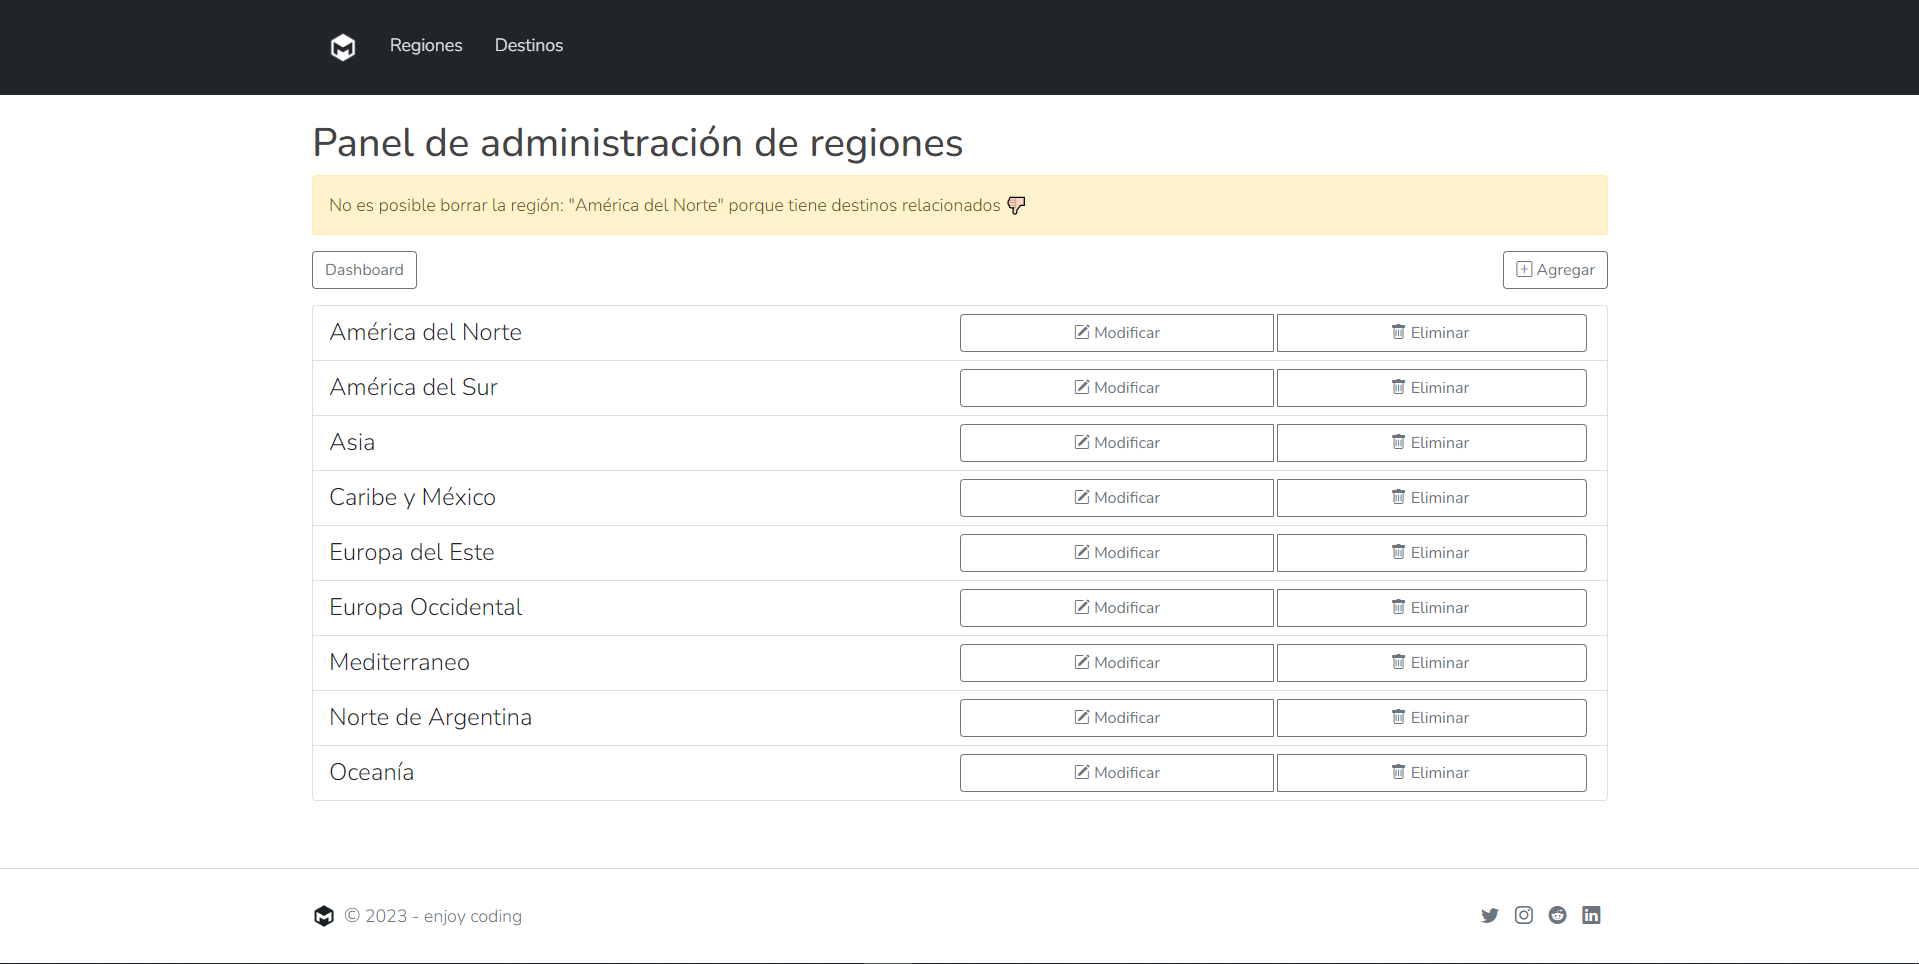 Regiones Destinos
Panel de administración de regiones
No es posible borrar la región: "América del Norte" porque tiene destinos relacionados
Dashboard Agregar
América del Norte Modificar Eliminar
América del Sur Modificar Eliminar
Asia Modificar Eliminar
Caribe y México Modificar Eliminar
Europa del Este Modificar Eliminar
Europa Occidental Modificar Eliminar
Mediterraneo Modificar Eliminar
Norte de Argentina Modificar Eliminar
Oceanía Modificar Eliminar
© 2023 - enjoy coding